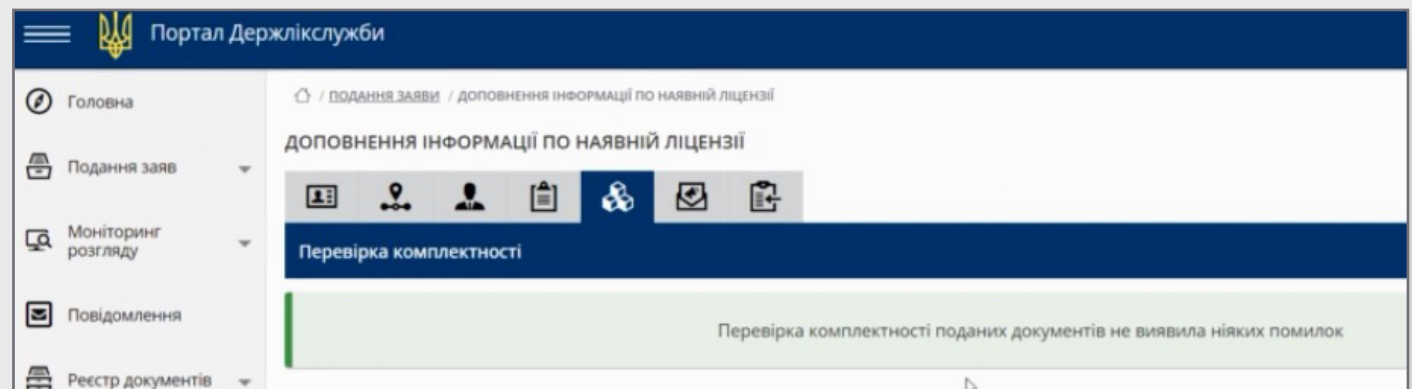 Портал Держлікслужби
Головна
Подання заяв
Моніторинг
розгляду
Повідомлення
Реєстр документів
/ ПОДАННЯ ЗАЯВИ / ДОПОВНЕННЯ ІНФОРМАЦІЇ ПО НАЯВНІЙ ЛІЦЕНЗІЇ
ДОПОВНЕННЯ ІНФОРМАЦІЇ ПО НАЯВНІЙ ЛІЦЕНЗІЇ
Перевірка комплектності
Перевірка комплектності поданих документів не виявила ніяких помилок